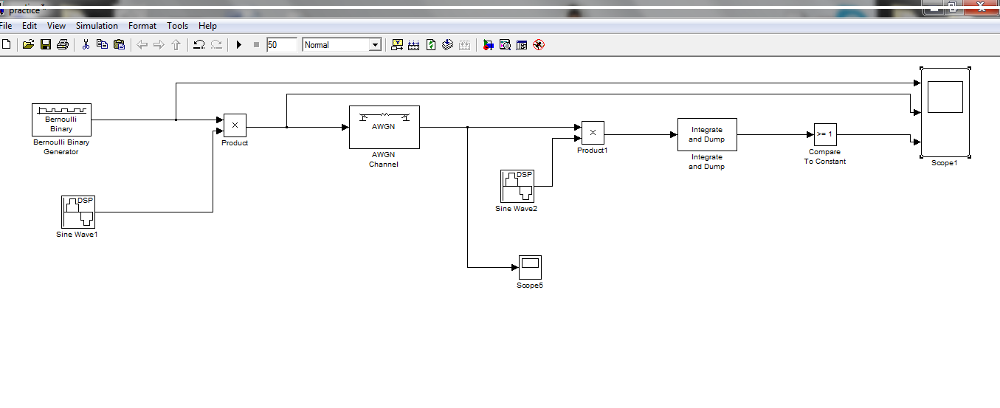 practice *
File Edit View Simulation Format Tools Help
50 Normal
Bernoulli
Binary
Bernoulli Binary
Generator
×
Product
AWGN
AWGN
Channel
×
Product1
Integrate
and Dump
Integrate
and Dump
>= 1
Compare
To Constant
Scope1
DSP
Sine Wave1
DSP
Sine Wave2
Scope5